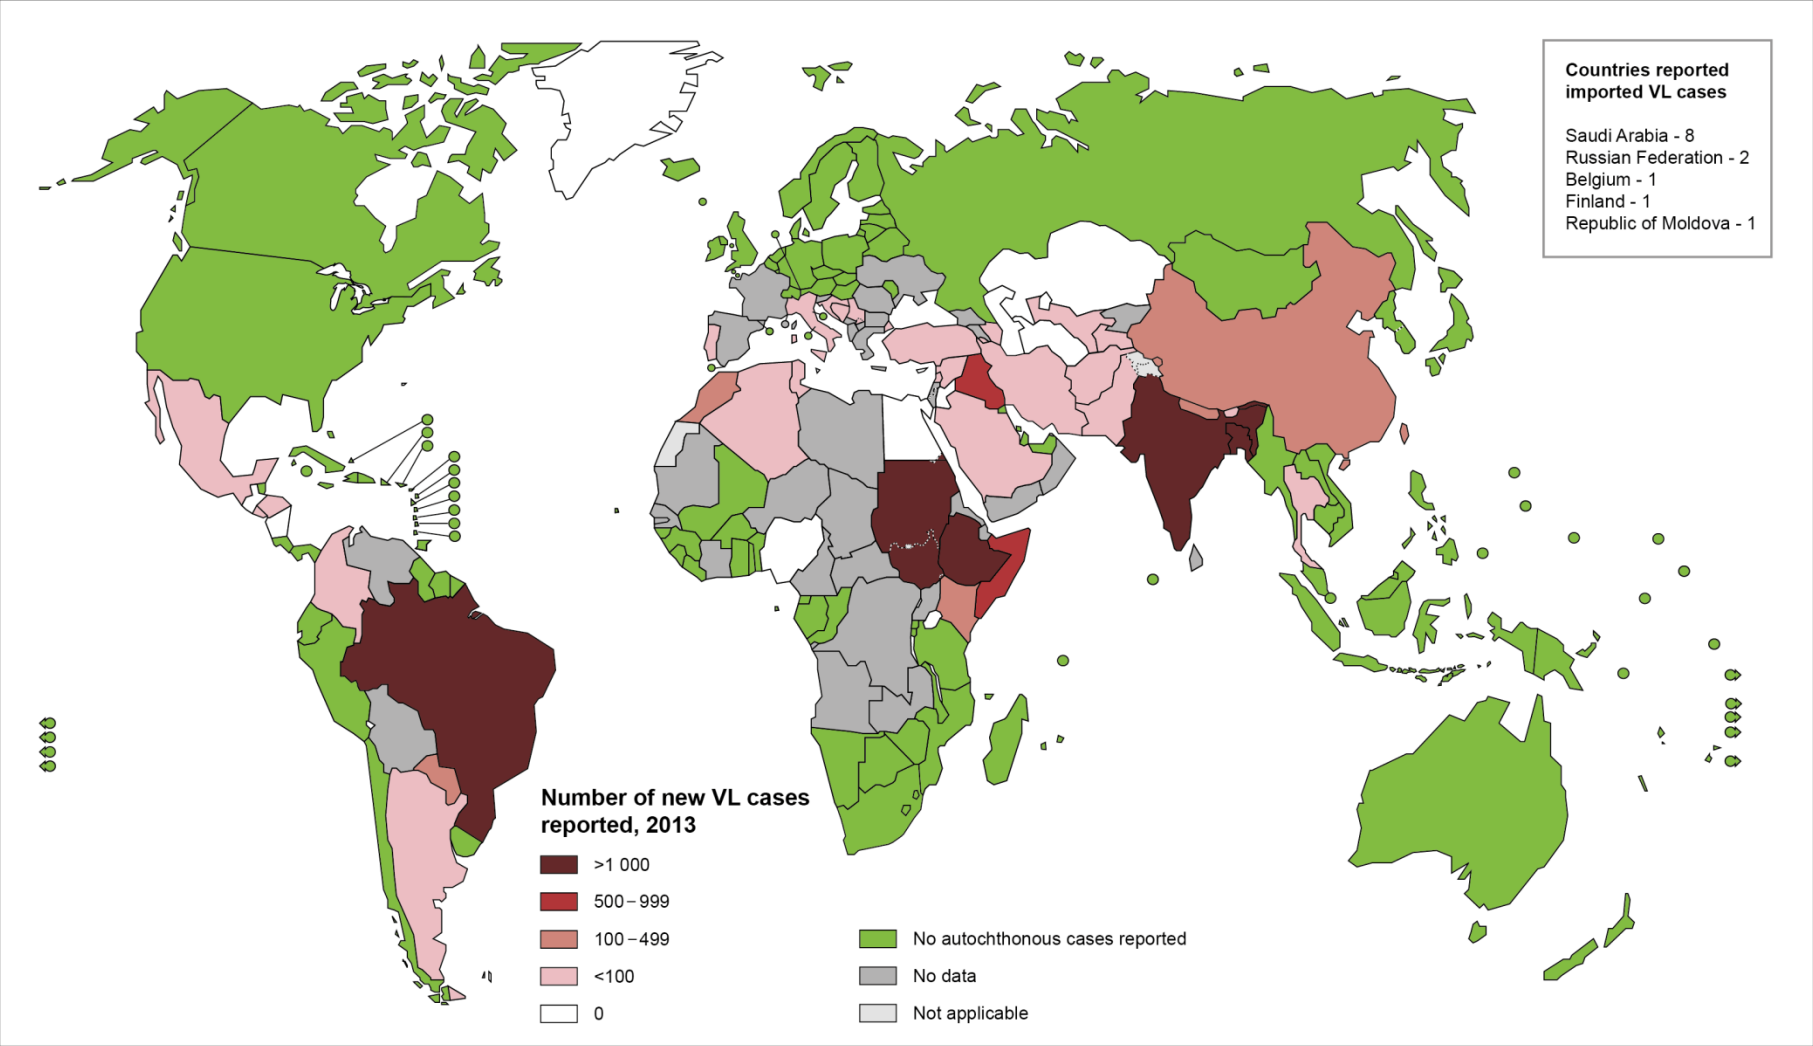 Countries reported
imported VL cases
Saudi Arabia - 8
Russian Federation - 2
Belgium - 1
Finland - 1
Republic of Moldova - 1
Number of new VL cases
reported, 2013
>1 000
500–999
100–499
<100
0
No autochthonous cases reported
No data
Not applicable